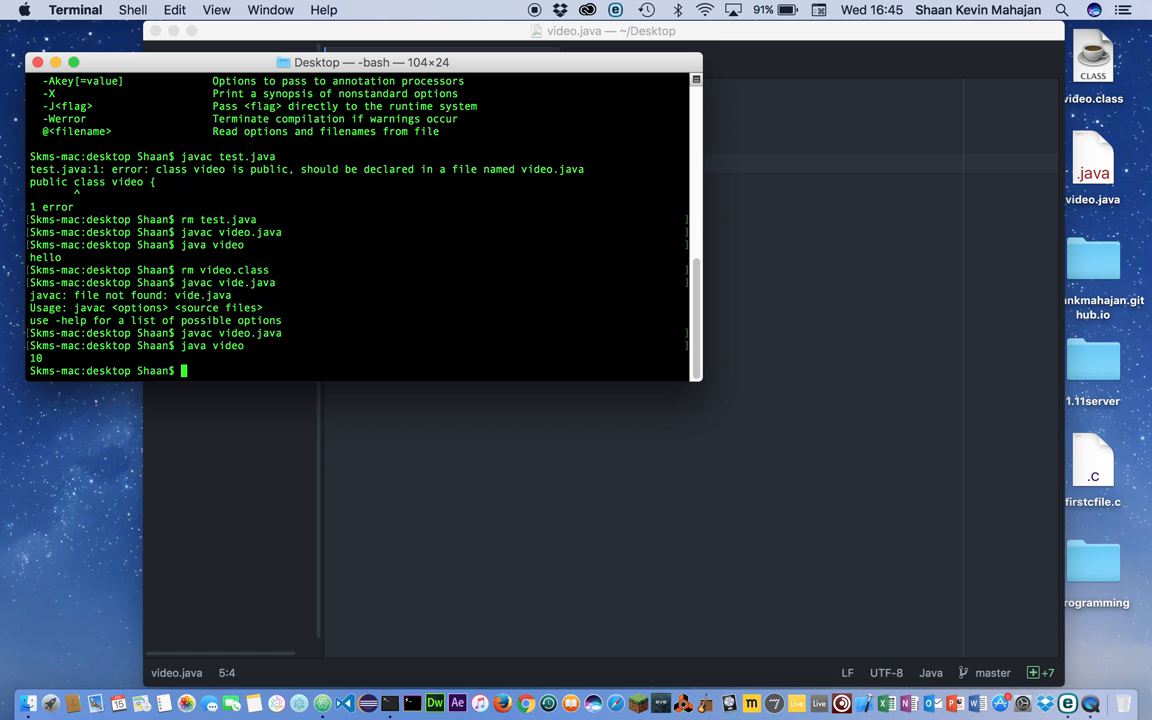 Terminal Shell Edit View Window Help 91% Wed 16:45 Shaan Kevin Mahajan
video.java — ~/Desktop
Desktop — -bash — 104×24
-Akey[=value] Options to pass to annotation processors
-X Print a synopsis of nonstandard options
-J<flag> Pass <flag> directly to the runtime system
-Werror Terminate compilation if warnings occur
@<filename> Read options and filenames from file
Skms-mac:desktop Shaan$ javac test.java
test.java:1: error: class video is public, should be declared in a file named video.java
public class video {
^
1 error
[Skms-mac:desktop Shaan$ rm test.java ]
[Skms-mac:desktop Shaan$ javac video.java ]
[Skms-mac:desktop Shaan$ java video ]
hello
[Skms-mac:desktop Shaan$ rm video.class ]
[Skms-mac:desktop Shaan$ javac vide.java ]
javac: file not found: vide.java
Usage: javac <options> <source files>
use -help for a list of possible options
[Skms-mac:desktop Shaan$ javac video.java ]
[Skms-mac:desktop Shaan$ java video ]
10
Skms-mac:desktop Shaan$
CLASS
video.class
.java
video.java
ankmahajan.git
hub.io
1.11server
.c
firstcfile.c
rogramming
video.java 5:4 LF UTF-8 Java master +7
Dw Ae Live Live